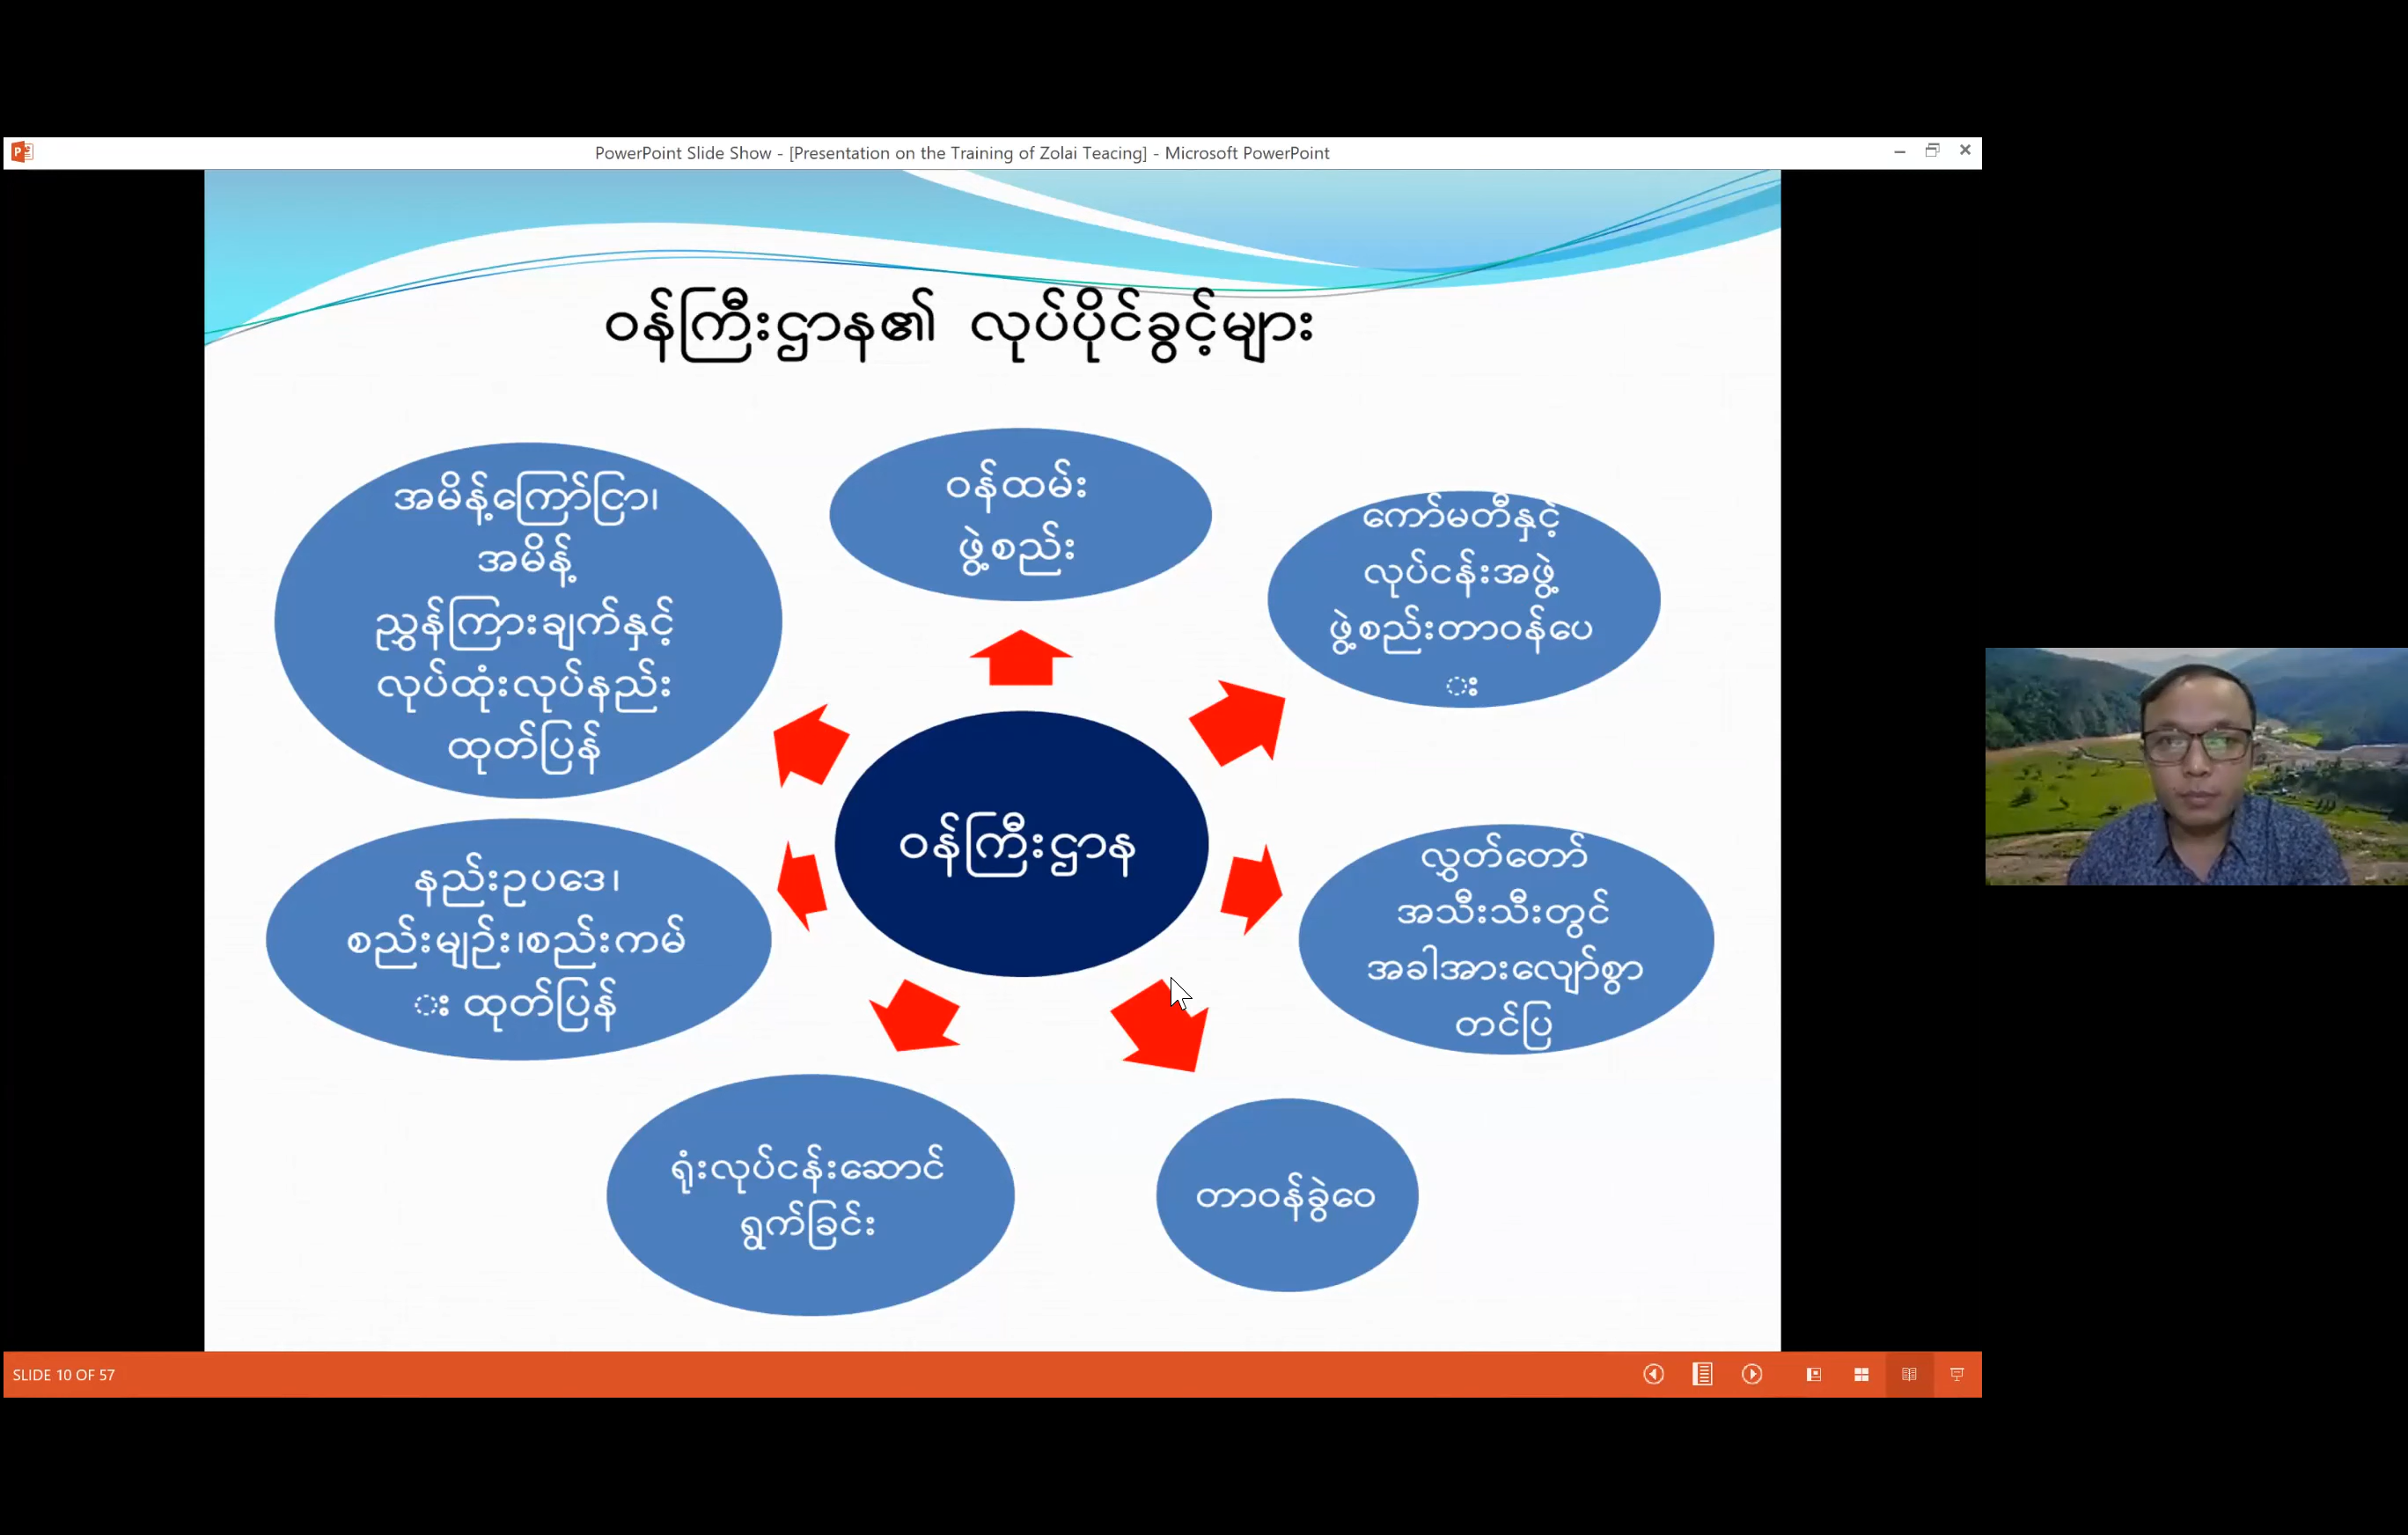 PowerPoint Slide Show - [Presentation on the Training of Zolai Teacing] - Microsoft PowerPoint
ဝန်ကြီးဌာန၏ လုပ်ပိုင်ခွင့်များ
အမိန့်ကြော်ငြာ၊
အမိန့်
ညွှန်ကြားချက်နှင့်
လုပ်ထုံးလုပ်နည်း
ထုတ်ပြန်
ဝန်ထမ်း
ဖွဲ့စည်း
ကော်မတီနှင့်
လုပ်ငန်းအဖွဲ့
ဖွဲ့စည်းတာဝန်ပေ
း
ဝန်ကြီးဌာန
နည်းဥပဒေ၊
စည်းမျဉ်း၊စည်းကမ်
း ထုတ်ပြန်
လွှတ်တော်
အသီးသီးတွင်
အခါအားလျော်စွာ
တင်ပြ
ရုံးလုပ်ငန်းဆောင်
ရွက်ခြင်း
တာဝန်ခွဲဝေ
SLIDE 10 OF 57